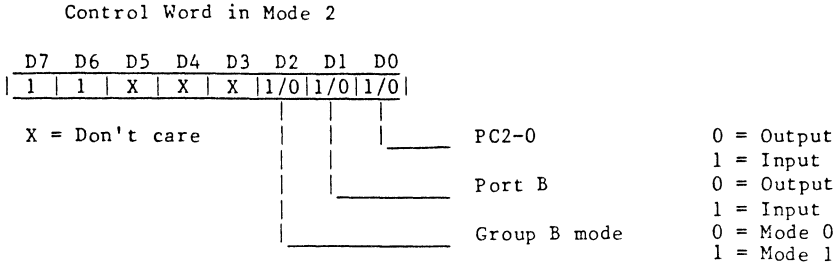 Control Word in Mode 2
D7 D6 D5 D4 D3 D2 D1 D0
| 1 | 1 | X | X | X |1/0|1/0|1/0|
X = Don't care
PC2-0 0 = Output
1 = Input
Port B 0 = Output
1 = Input
Group B mode 0 = Mode 0
1 = Mode 1